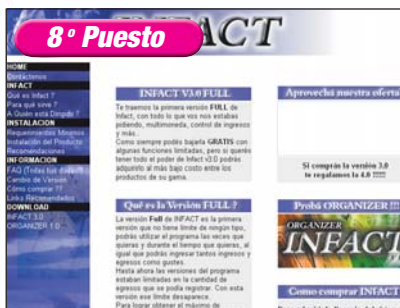 8º Puesto
INFACT
HOME
Contáctenos
INFACT
Qué es Infact ?
Para qué sirve ?
A Quién está Dirigido ?
INSTALACION
Requerimientos Mínimos
Instalación del Producto
Recomendaciones
INFORMACION
FAQ (Todas tus dudas)
Cambio de Versión
Cómo comprar ??
Links Recomendados
DOWNLOAD
INFACT 3.0
ORGANIZER 1.0
INFACT V3.0 FULL
Te traemos la primera versión FULL de
Infact, con todo lo que vos nos estabas
pidiendo, multimoneda, control de ingresos
y más..
Como siempre podés bajarla GRATIS con
algunas funciones limitadas, pero si querés
tener todo el poder de Infact v3.0 podrás
adquirirlo al más bajo costo entre los
productos de su gama.
Qué es la Versión FULL ?
La versión Full de INFACT es la primera
versión que no tiene límite de ningún tipo,
podrás utilizar el programa las veces que
quieras y durante el tiempo que quieras, al
igual que podrás ingresar tantos ingresos y
egresos como gustes.
Hasta ahora las versiones del programa
estaban limitadas en la cantidad de
egresos que se podía registrar. Con esta
versión ese límite desaparece.
Para lograr obtener el máximo de
Aprovechá nuestra oferta
Si comprás la versión 3.0
te regalamos la 4.0 !!!!
Probá ORGANIZER !!!!
ORGANIZER
INFACT
Como comprar INFACT